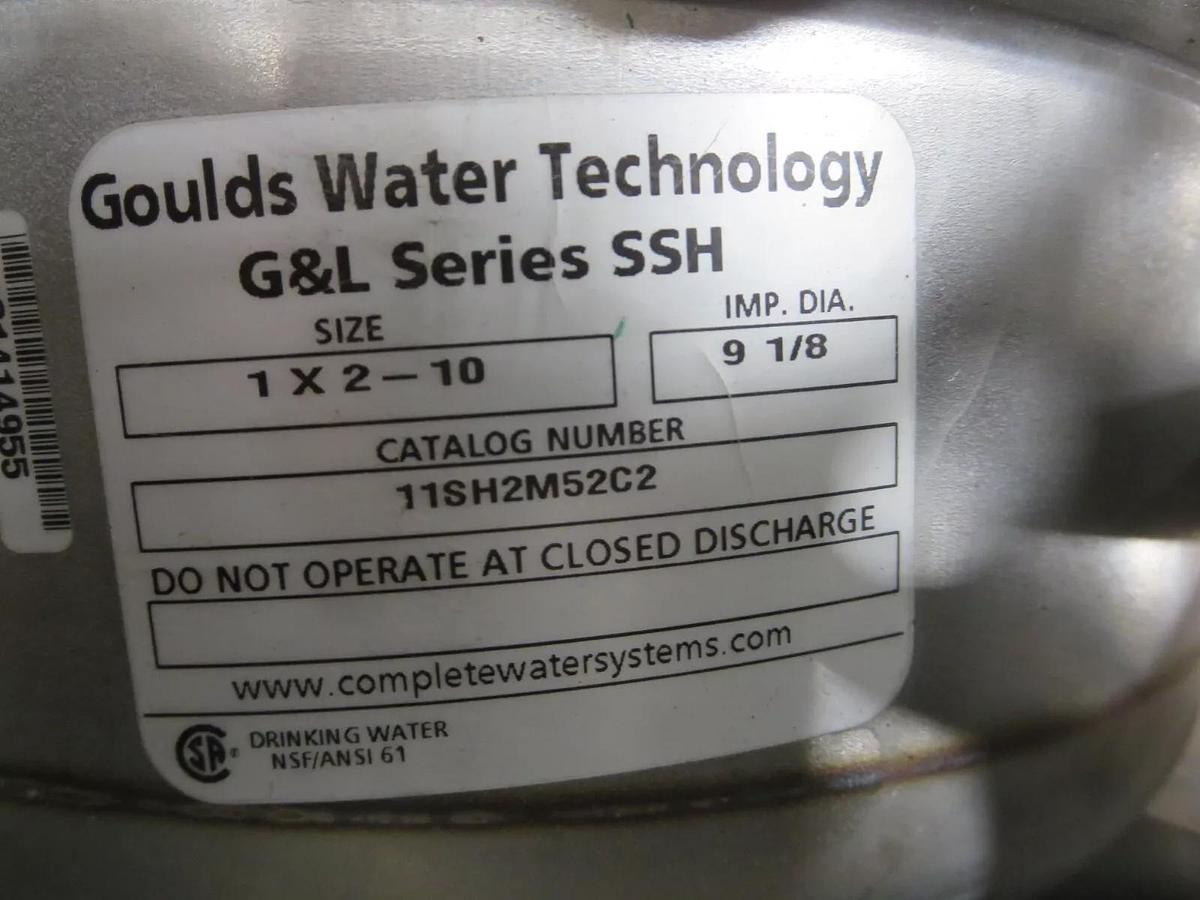 Goulds Water Technology
G&L Series SSH
SIZE
IMP. DIA.
1 X 2 – 10
9 1/8
CATALOG NUMBER
11SH2M52C2
DO NOT OPERATE AT CLOSED DISCHARGE
www.completewatersystems.com
SA® DRINKING WATER
NSF/ANSI 61